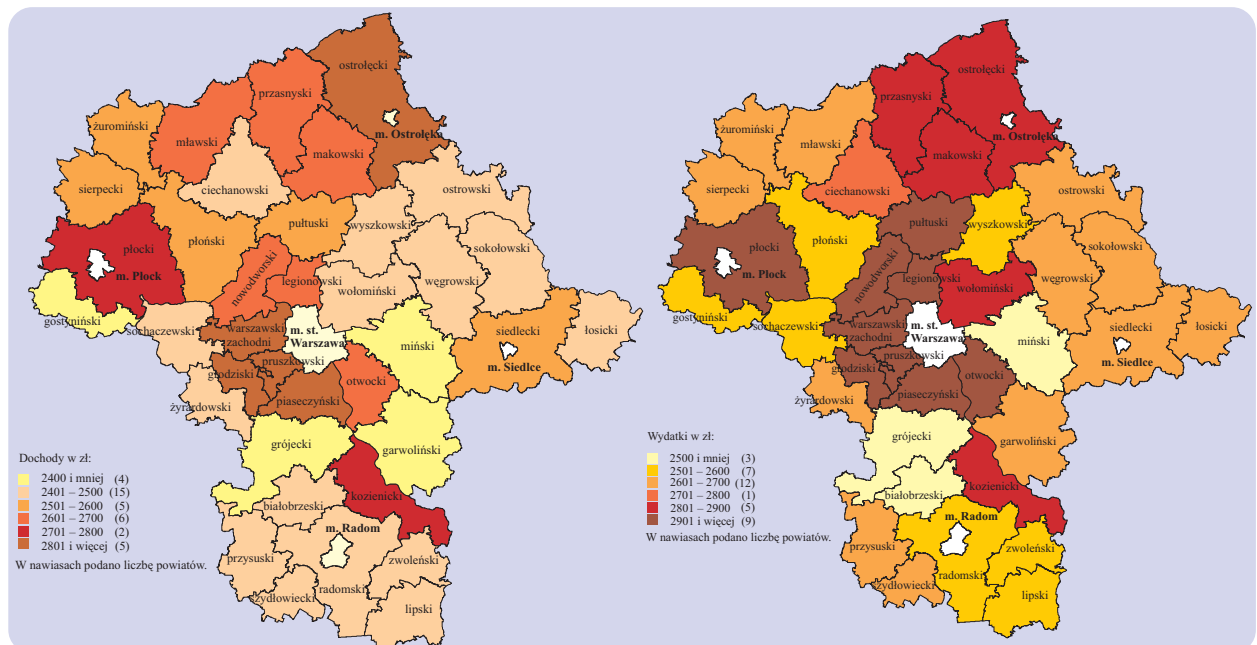 ostrołęcki
przasnyski
żuromiński
m. Ostrołęka
mławski
makowski
sierpecki
ciechanowski
ostrowski
pułtuski
wyszkowski
płoński
sokołowski
płocki
m. Płock
nowodworski
legionowski
węgrowski
wołomiński
gostyniński
sochaczewski
warszawski
zachodni
m. st.
Warszawa
siedlecki
łosicki
miński
pruszkowski
grodziski
m. Siedlce
otwocki
piaseczyński
żyrardowski
grójecki
garwoliński
kozienicki
białobrzeski
m. Radom
przysuski
zwoleński
radomski
szydłowiecki
lipski
Dochody w zł:
2400 i mniej (4)
2401 – 2500 (15)
2501 – 2600 (5)
2601 – 2700 (6)
2701 – 2800 (2)
2801 i więcej (5)
W nawiasach podano liczbę powiatów.
ostrołęcki
przasnyski
żuromiński
m. Ostrołęka
mławski
makowski
sierpecki
ciechanowski
ostrowski
pułtuski
wyszkowski
płoński
sokołowski
płocki
m. Płock
nowodworski
legionowski
węgrowski
wołomiński
gostyniński
sochaczewski
warszawski
zachodni
m. st.
Warszawa
siedlecki
łosicki
miński
pruszkowski
grodziski
m. Siedlce
otwocki
piaseczyński
żyrardowski
grójecki
garwoliński
kozienicki
białobrzeski
m. Radom
przysuski
zwoleński
radomski
szydłowiecki
lipski
Wydatki w zł:
2500 i mniej (3)
2501 – 2600 (7)
2601 – 2700 (12)
2701 – 2800 (1)
2801 – 2900 (5)
2901 i więcej (9)
W nawiasach podano liczbę powiatów.